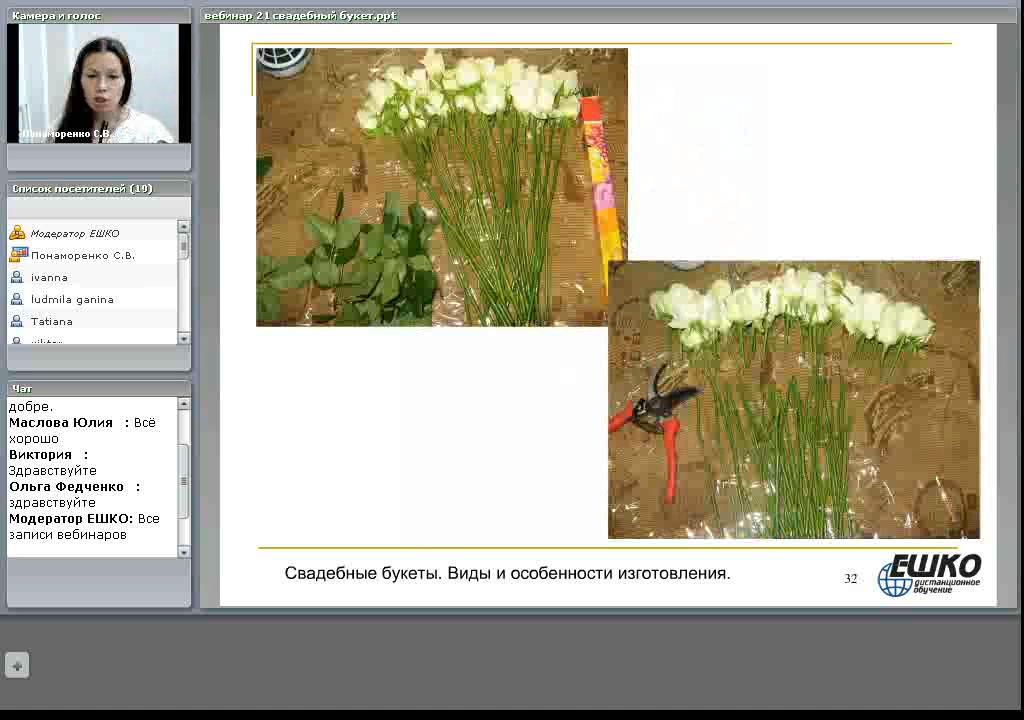 Камера и голос
Понаморенко С.В.
Список посетителей (19)
Модератор ЕШКО
Понаморенко С.В.
ivanna
ludmila ganina
Tatiana
Чат
добре.
Маслова Юлия : Всё
хорошо
Виктория :
Здравствуйте
Ольга Федченко :
здравствуйте
Модератор ЕШКО: Все
записи вебинаров
вебинар 21 свадебный букет.ppt
Свадебные букеты. Виды и особенности изготовления.
32
ЕШКО
дистанционное
обучение